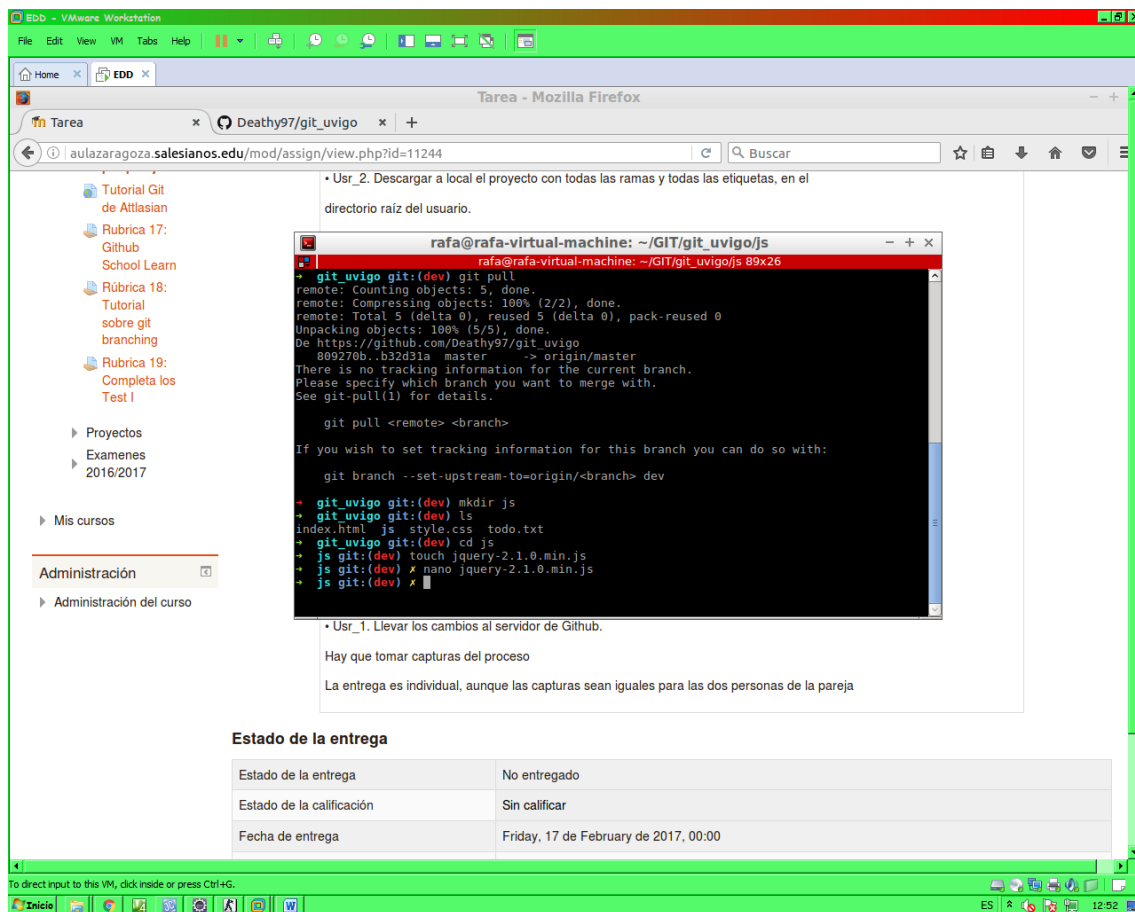 EDD - VMware Workstation
File Edit View VM Tabs Help
Home × EDD ×
Tarea - Mozilla Firefox
Tarea × Deathy97/git_uvigo × +
aulazaragoza.salesianos.edu/mod/assign/view.php?id=11244 Buscar
Tutorial Git
de Attlasian
Rubrica 17:
Github
School Learn
Rúbrica 18:
Tutorial
sobre git
branching
Rubrica 19:
Completa los
Test I
Proyectos
Examenes
2016/2017
Mis cursos
Administración
Administración del curso
• Usr_2. Descargar a local el proyecto con todas las ramas y todas las etiquetas, en el
directorio raíz del usuario.
rafa@rafa-virtual-machine: ~/GIT/git_uvigo/js
rafa@rafa-virtual-machine: ~/GIT/git_uvigo/js 89x26
→ git_uvigo git:(dev) git pull
remote: Counting objects: 5, done.
remote: Compressing objects: 100% (2/2), done.
remote: Total 5 (delta 0), reused 5 (delta 0), pack-reused 0
Unpacking objects: 100% (5/5), done.
De https://github.com/Deathy97/git_uvigo
809270b..b32d31a master -> origin/master
There is no tracking information for the current branch.
Please specify which branch you want to merge with.
See git-pull(1) for details.
git pull <remote> <branch>
If you wish to set tracking information for this branch you can do so with:
git branch --set-upstream-to=origin/<branch> dev
→ git_uvigo git:(dev) mkdir js
→ git_uvigo git:(dev) ls
index.html js style.css todo.txt
→ git_uvigo git:(dev) cd js
→ js git:(dev) touch jquery-2.1.0.min.js
→ js git:(dev) ✗ nano jquery-2.1.0.min.js
→ js git:(dev) ✗
• Usr_1. Llevar los cambios al servidor de Github.
Hay que tomar capturas del proceso
La entrega es individual, aunque las capturas sean iguales para las dos personas de la pareja
Estado de la entrega
Estado de la entrega No entregado
Estado de la calificación Sin calificar
Fecha de entrega Friday, 17 de February de 2017, 00:00
To direct input to this VM, click inside or press Ctrl+G.
Inicio ES 12:52